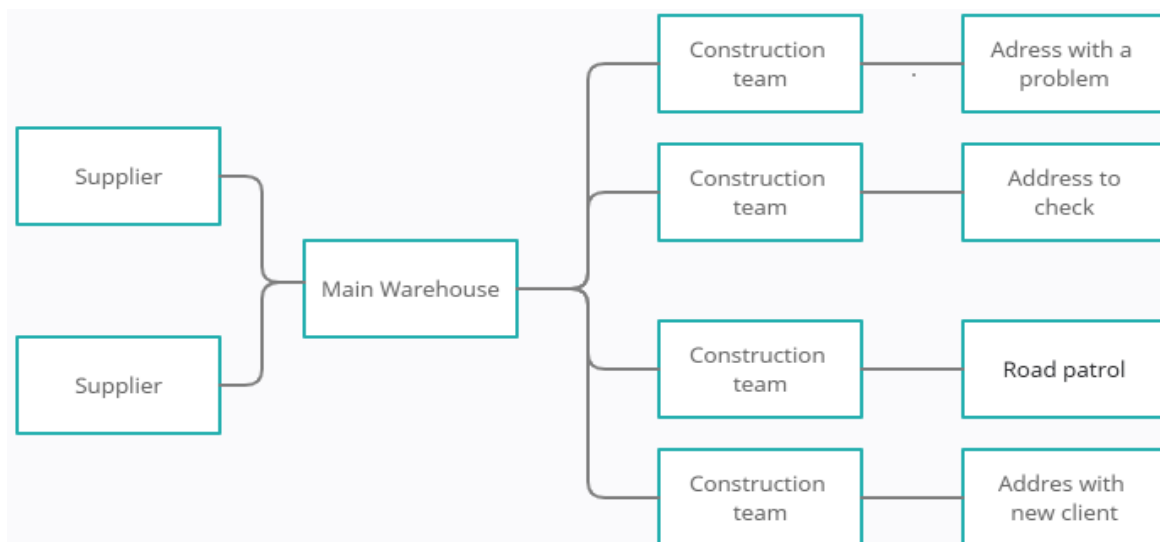 Supplier
Supplier
Main Warehouse
Construction
team
Adress with a
problem
Construction
team
Address to
check
Construction
team
Road patrol
Construction
team
Addres with
new client